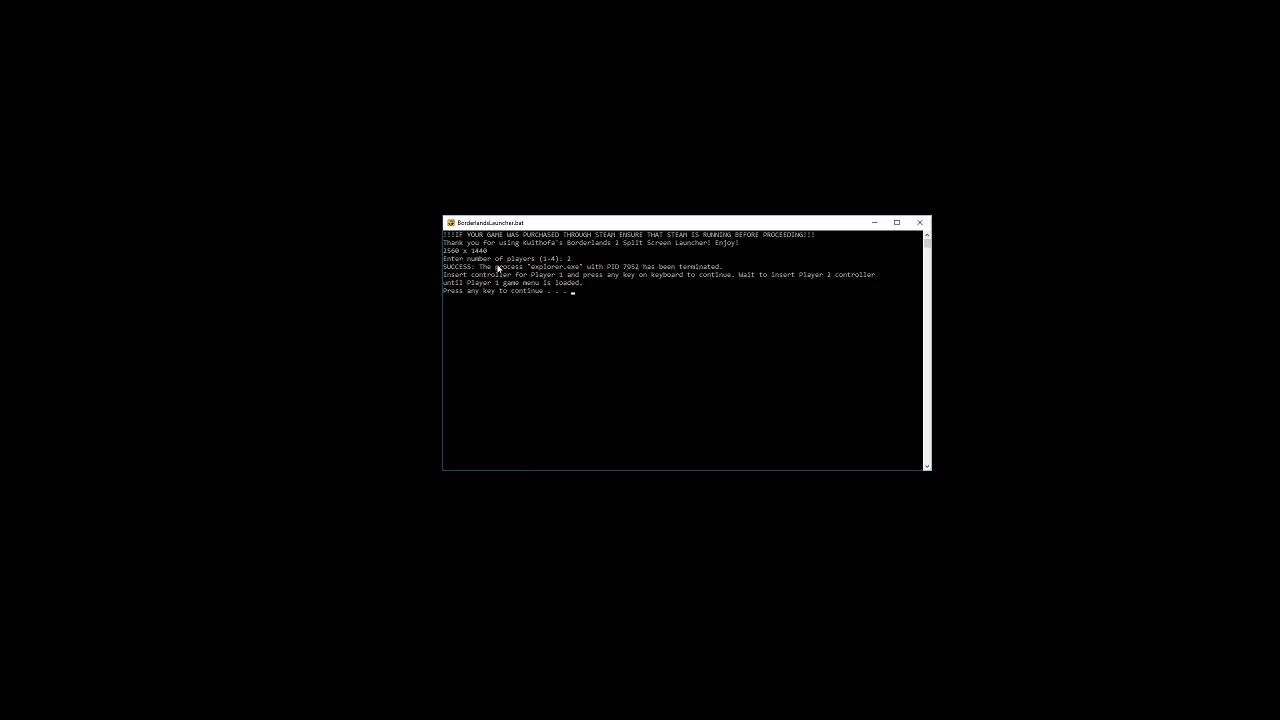 BorderlandsLauncher.bat
!!!IF YOUR GAME WAS PURCHASED THROUGH STEAM ENSURE THAT STEAM IS RUNNING BEFORE PROCEEDING!!!
Thank you for using Kwithofa's Borderlands 2 Split Screen Launcher! Enjoy!
2560 x 1440
Enter number of players (1-4): 2
SUCCESS: The process "explorer.exe" with PID 7952 has been terminated.
Insert controller for Player 1 and press any key on keyboard to continue. Wait to insert Player 2 controller
until Player 1 game menu is loaded.
Press any key to continue . . .